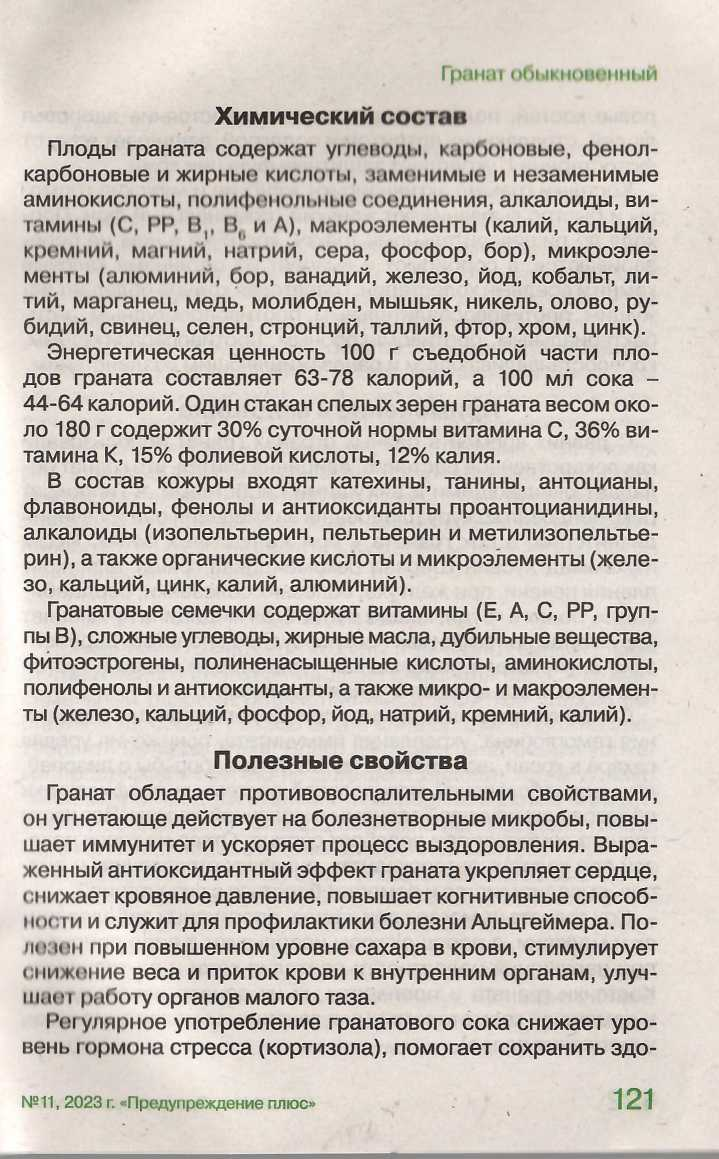 Гранат обыкновенный
Химический состав
Плоды граната содержат углеводы, карбоновые, фенол-
карбоновые и жирные кислоты, заменимые и незаменимые
аминокислоты, полифенольные соединения, алкалоиды, ви-
тамины (С, РР, В₁, В₆ и А), макроэлементы (калий, кальций,
кремний, магний, натрий, сера, фосфор, бор), микроэле-
менты (алюминий, бор, ванадий, железо, йод, кобальт, ли-
тий, марганец, медь, молибден, мышьяк, никель, олово, ру-
бидий, свинец, селен, стронций, таллий, фтор, хром, цинк).
Энергетическая ценность 100 г съедобной части пло-
дов граната составляет 63-78 калорий, а 100 мл сока –
44-64 калорий. Один стакан спелых зерен граната весом око-
ло 180 г содержит 30% суточной нормы витамина С, 36% ви-
тамина К, 15% фолиевой кислоты, 12% калия.
В состав кожуры входят катехины, танины, антоцианы,
флавоноиды, фенолы и антиоксиданты проантоцианидины,
алкалоиды (изопельтьерин, пельтьерин и метилизопельтье-
рин), а также органические кислоты и микроэлементы (желе-
зо, кальций, цинк, калий, алюминий).
Гранатовые семечки содержат витамины (Е, А, С, РР, груп-
пы В), сложные углеводы, жирные масла, дубильные вещества,
фитоэстрогены, полиненасыщенные кислоты, аминокислоты,
полифенолы и антиоксиданты, а также микро- и макроэлемен-
ты (железо, кальций, фосфор, йод, натрий, кремний, калий).
Полезные свойства
Гранат обладает противовоспалительными свойствами,
он угнетающе действует на болезнетворные микробы, повы-
шает иммунитет и ускоряет процесс выздоровления. Выра-
женный антиоксидантный эффект граната укрепляет сердце,
снижает кровяное давление, повышает когнитивные способ-
ности и служит для профилактики болезни Альцгеймера. По-
лезен при повышенном уровне сахара в крови, стимулирует
снижение веса и приток крови к внутренним органам, улуч-
шает работу органов малого таза.
Регулярное употребление гранатового сока снижает уро-
вень гормона стресса (кортизола), помогает сохранить здо-
№11, 2023 г. «Предупреждение плюс»
121